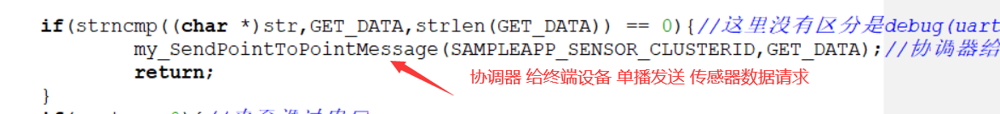 if(strncmp((char *)str,GET_DATA,strlen(GET_DATA)) == 0){//这里没有区分是debug(uart
my_SendPointToPointMessage(SAMPLEAPP_SENSOR_CLUSTERID,GET_DATA);//协调器给
return;
协调器 给终端设备 单播发送 传感器数据请求
}